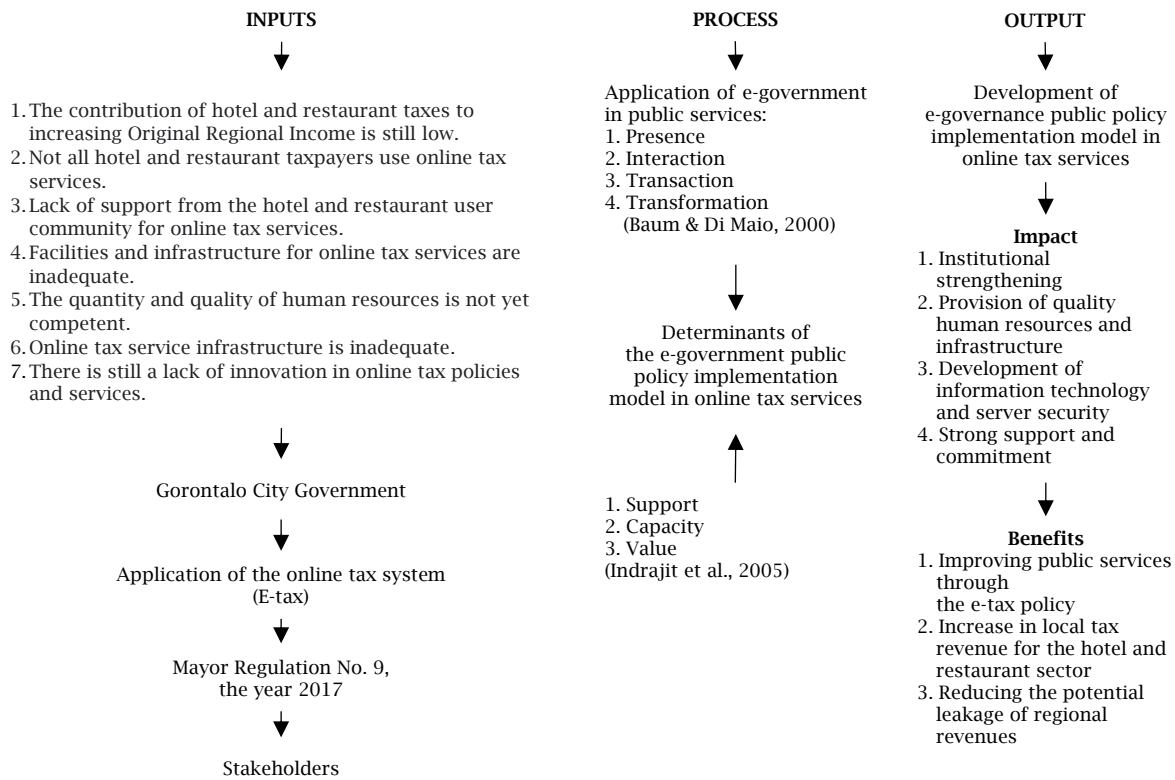 INPUTS
1. The contribution of hotel and restaurant taxes to
increasing Original Regional Income is still low.
2. Not all hotel and restaurant taxpayers use online tax
services.
3. Lack of support from the hotel and restaurant user
community for online tax services.
4. Facilities and infrastructure for online tax services are
inadequate.
5. The quantity and quality of human resources is not yet
competent.
6. Online tax service infrastructure is inadequate.
7. There is still a lack of innovation in online tax policies
and services.
Gorontalo City Government
Application of the online tax system
(E-tax)
Mayor Regulation No. 9,
the year 2017
Stakeholders
PROCESS
Application of e-government
in public services:
1. Presence
2. Interaction
3. Transaction
4. Transformation
(Baum & Di Maio, 2000)
Determinants of
the e-government public
policy implementation
model in online tax services
1. Support
2. Capacity
3. Value
(Indrajit et al., 2005)
OUTPUT
Development of
e-governance public policy
implementation model in
online tax services
Impact
1. Institutional
strengthening
2. Provision of quality
human resources and
infrastructure
3. Development of
information technology
and server security
4. Strong support and
commitment
Benefits
1. Improving public services
through
the e-tax policy
2. Increase in local tax
revenue for the hotel and
restaurant sector
3. Reducing the potential
leakage of regional
revenues